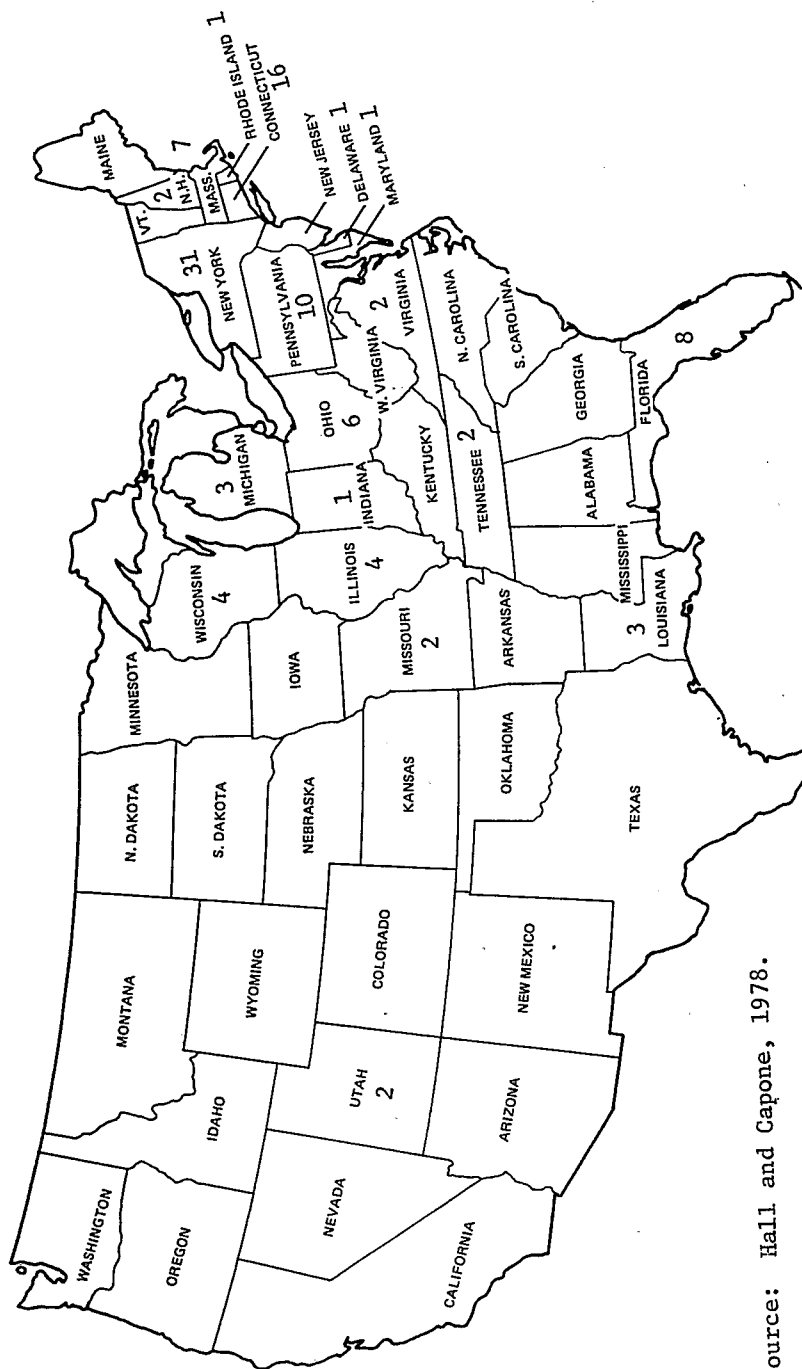 WASHINGTON
OREGON
CALIFORNIA
NEVADA
IDAHO
MONTANA
WYOMING
UTAH
2
ARIZONA
COLORADO
NEW MEXICO
N. DAKOTA
S. DAKOTA
NEBRASKA
KANSAS
OKLAHOMA
TEXAS
MINNESOTA
IOWA
MISSOURI
2
ARKANSAS
3
LOUISIANA
WISCONSIN
4
ILLINOIS
4
3
MICHIGAN
1
INDIANA
OHIO
6
KENTUCKY
TENNESSEE 2
MISSISSIPPI
ALABAMA
GEORGIA
FLORIDA
8
S. CAROLINA
N. CAROLINA
2
VIRGINIA
W. VIRGINIA
PENNSYLVANIA
10
31
NEW YORK
VT.
2
N.H.
MAINE
MASS.
7
RHODE ISLAND 1
CONNECTICUT
16
NEW JERSEY
DELAWARE 1
MARYLAND 1
ource: Hall and Capone, 1978.